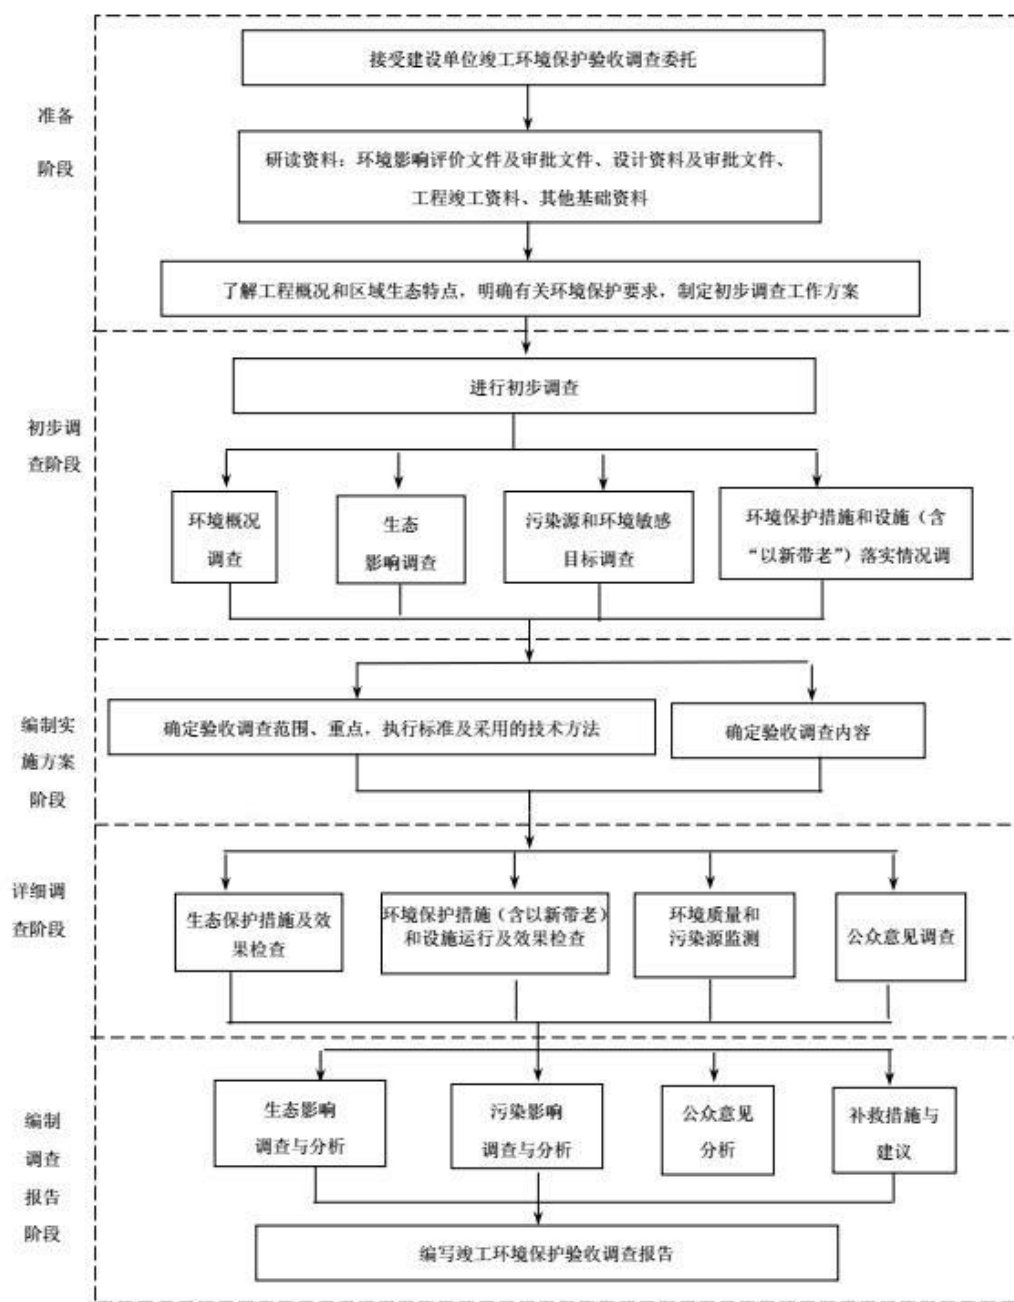 接受建设单位竣工环境保护验收调查委托
准备
阶段
研读资料：环境影响评价文件及审批文件、设计资料及审批文件、
工程竣工资料、其他基础资料
了解工程概况和区域生态特点，明确有关环境保护要求，制定初步调查工作方案
进行初步调查
初步调
查阶段
环境概况
调查
生态
影响调查
污染源和环境敏感
目标调查
环境保护措施和设施（含
“以新带老”）落实情况调
编制实
施方案
阶段
确定验收调查范围、重点，执行标准及采用的技术方法
确定验收调查内容
详细调
查阶段
生态保护措施及效
果检查
环境保护措施（含以新带老）
和设施运行及效果检查
环境质量和
污染源监测
公众意见调查
编制
调查
报告
阶段
生态影响
调查与分析
污染影响
调查与分析
公众意见
分析
补救措施与
建议
编写竣工环境保护验收调查报告